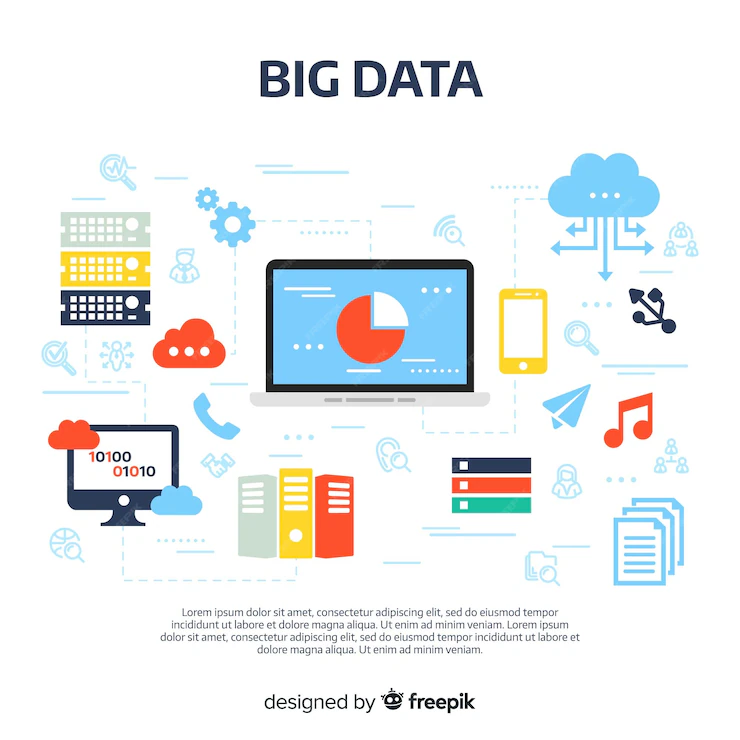 BIG DATA
10100
01010
Lorem ipsum dolor sit amet, consectetur adipiscing elit, sed do eiusmod tempor
incididunt ut labore et dolore magna aliqua. Ut enim ad minim veniam. Lorem ipsum
dolor sit amet, consectetur adipiscing elit, sed do eiusmod tempor incididunt ut labore
et dolore magna aliqua. Ut enim ad minim veniam.
designed by freepik